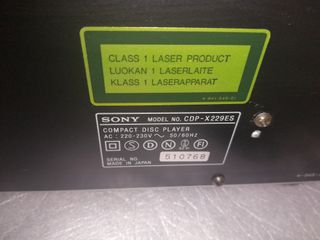 CLASS 1 LASER PRODUCT
LUOKAN 1 LASERLAITE
KLASS 1 LASERAPPARAT
SONY MODEL NO. CDP-X229ES
COMPACT DISC PLAYER
AC: 220-230V ~ 50/60HZ
S D N FI
SERIAL NO. 510768
MADE IN JAPAN